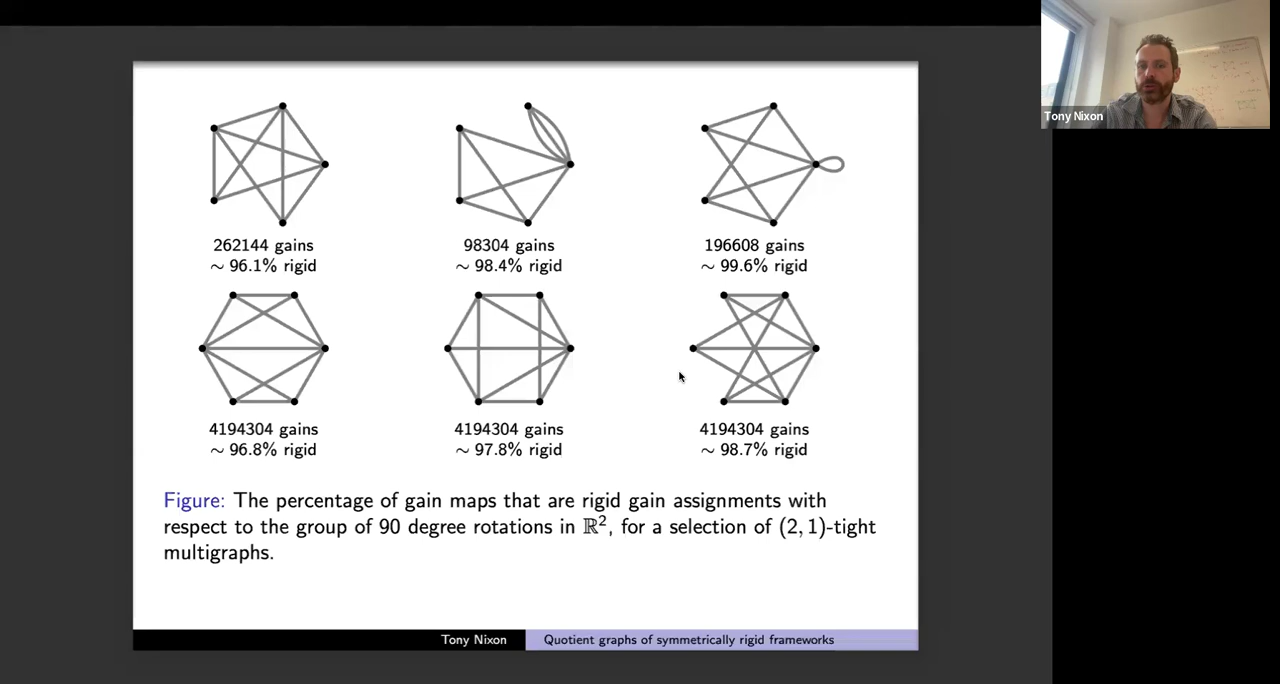 Tony Nixon
262144 gains
∼ 96.1% rigid
98304 gains
∼ 98.4% rigid
196608 gains
∼ 99.6% rigid
4194304 gains
∼ 96.8% rigid
4194304 gains
∼ 97.8% rigid
4194304 gains
∼ 98.7% rigid
Figure: The percentage of gain maps that are rigid gain assignments with
respect to the group of 90 degree rotations in ℝ², for a selection of (2, 1)-tight
multigraphs.
Tony Nixon
Quotient graphs of symmetrically rigid frameworks